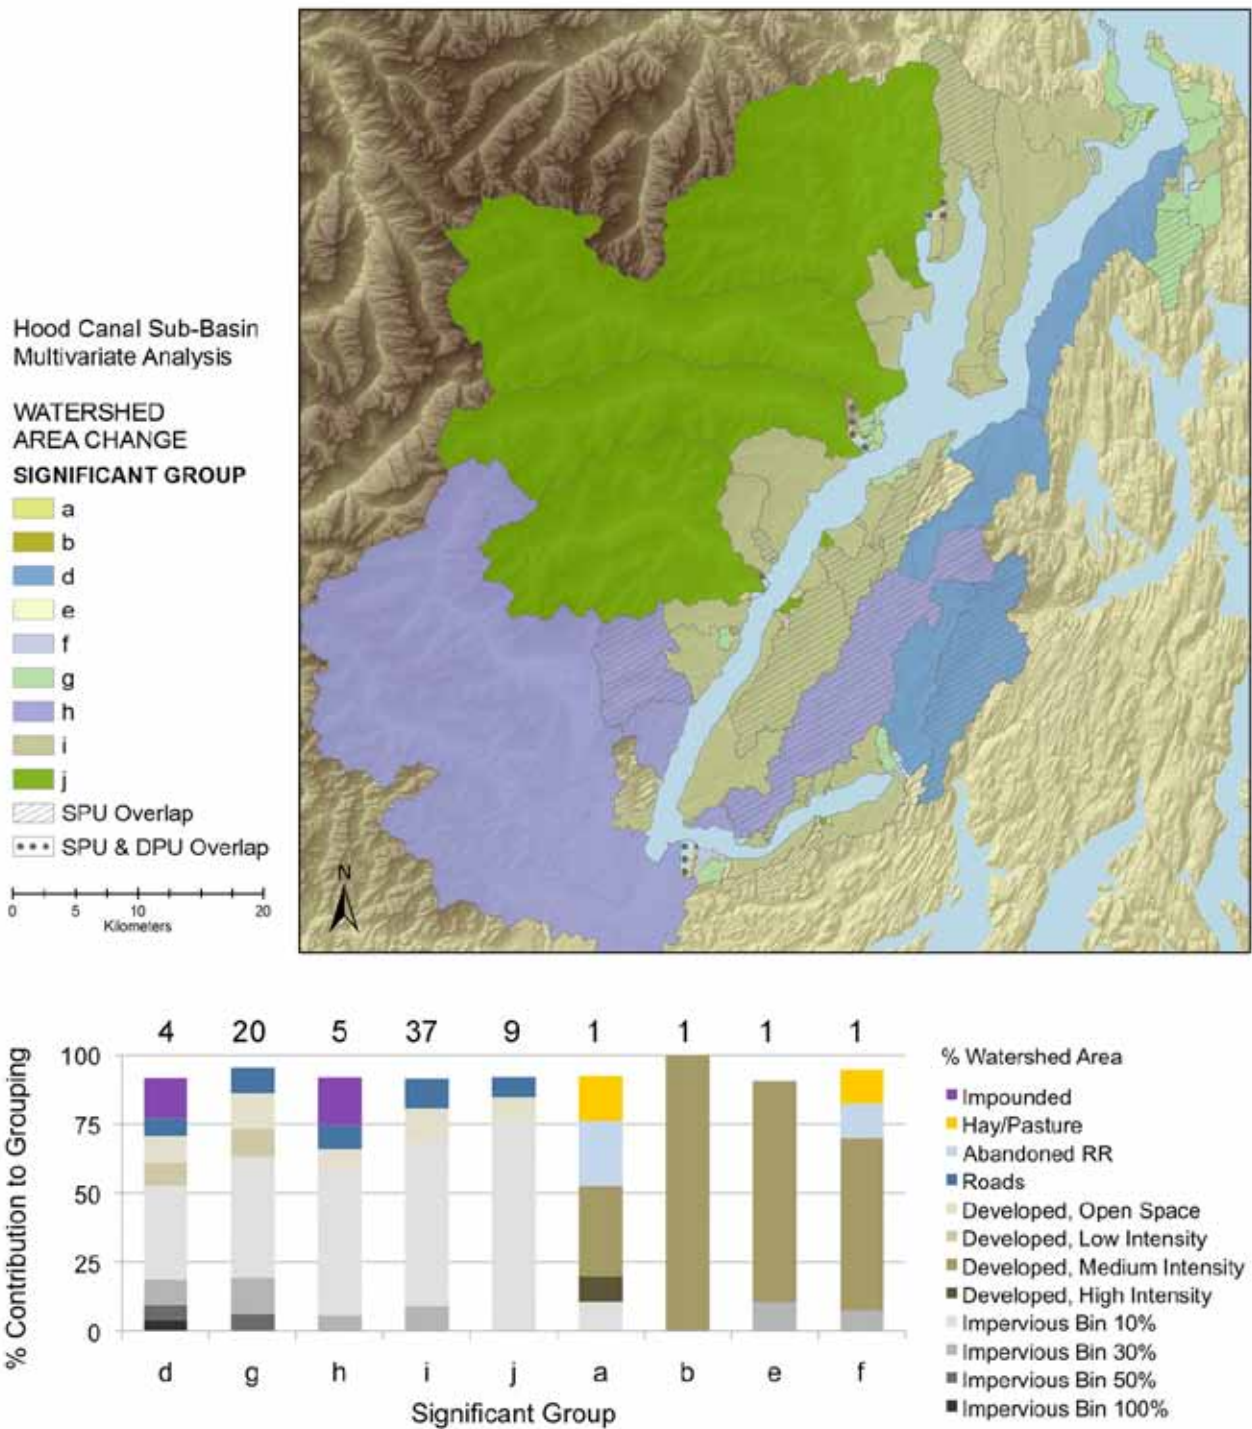 Hood Canal Sub-Basin
Multivariate Analysis
WATERSHED
AREA CHANGE
SIGNIFICANT GROUP
a
b
d
e
f
g
h
i
j
SPU Overlap
SPU & DPU Overlap
0 5 10 20
Kilometers
N
4 20 5 37 9 1 1 1 1
% Contribution to Grouping
100
75
50
25
0
d g h i j a b e f
Significant Group
% Watershed Area
Impounded
Hay/Pasture
Abandoned RR
Roads
Developed, Open Space
Developed, Low Intensity
Developed, Medium Intensity
Developed, High Intensity
Impervious Bin 10%
Impervious Bin 30%
Impervious Bin 50%
Impervious Bin 100%